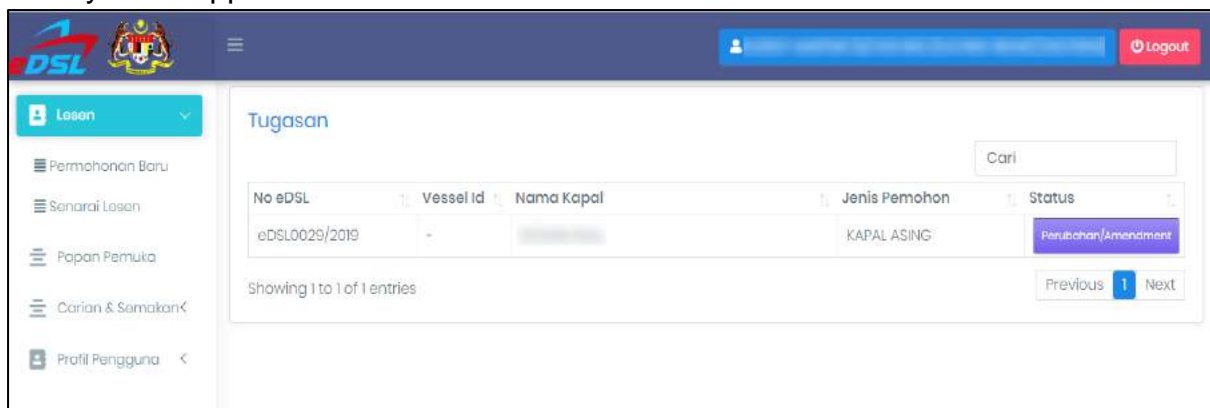 eDSL
Logout
Lesen
Permohonan Baru
Senarai Lesen
Papan Pemuka
Carian & Semakan
Profil Pengguna
Tugasan
Cari
No eDSL Vessel Id Nama Kapal Jenis Pemohon Status
eDSL0029/2019 - KAPAL ASING Perubahan/Amendment
Showing 1 to 1 of 1 entries
Previous 1 Next